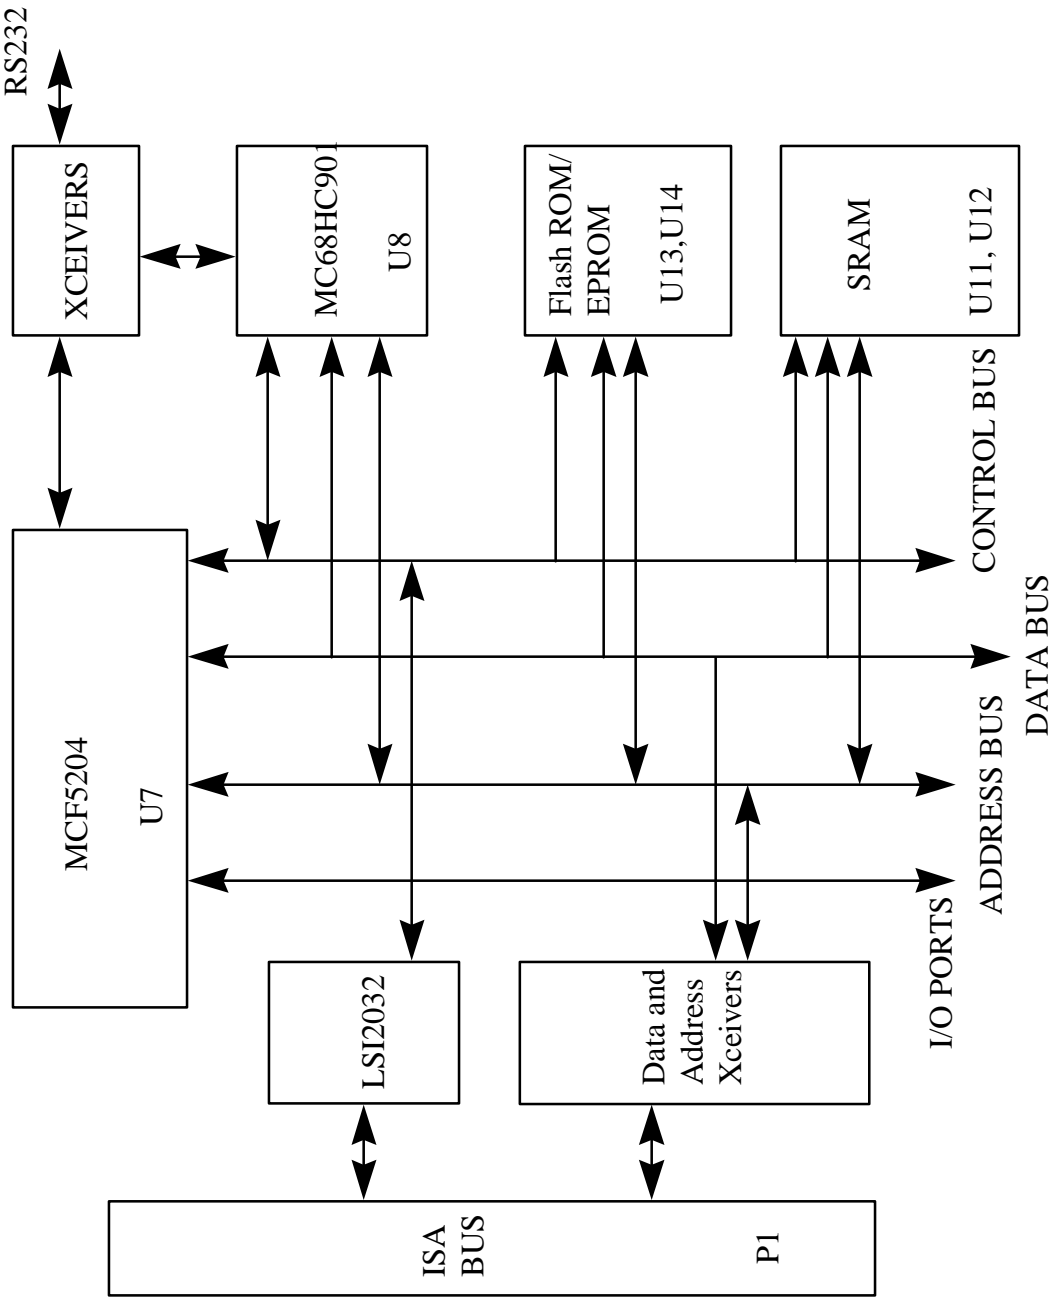 RS232
XCEIVERS
MC68HC901
U8
Flash ROM/
EPROM
U13,U14
SRAM
U11, U12
MCF5204
U7
CONTROL BUS
DATA BUS
ADDRESS BUS
I/O PORTS
LSI2032
Data and
Address
Xceivers
ISA
BUS
P1